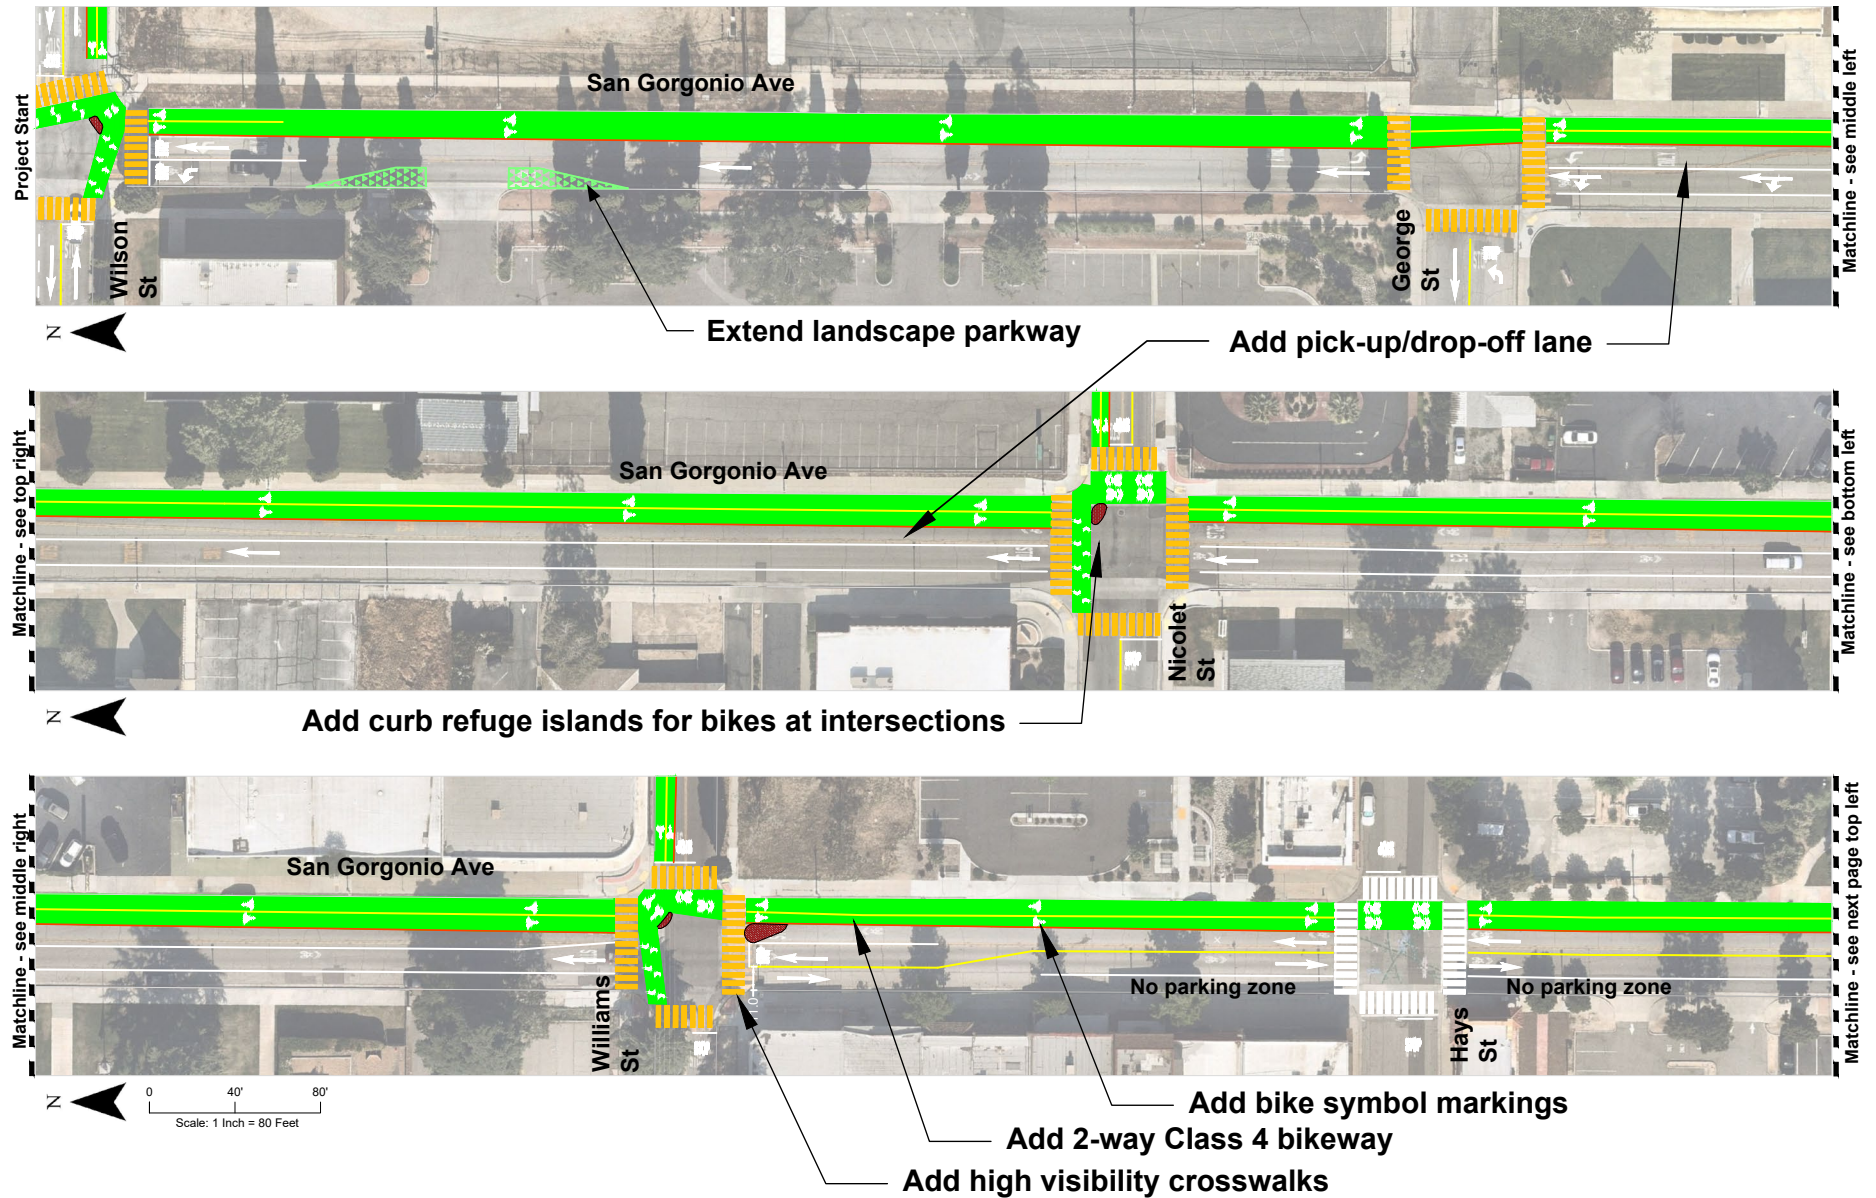 San Gorgonio Ave
Project Start
Wilson
St
George
St
Matchline - see middle left
N
Extend landscape parkway
Add pick-up/drop-off lane
Matchline - see top right
San Gorgonio Ave
Nicolet
St
Matchline - see bottom left
N
Add curb refuge islands for bikes at intersections
Matchline - see middle right
San Gorgonio Ave
Williams
St
No parking zone
Hays
St
No parking zone
Matchline - see next page top left
N
0 40' 80'
Scale: 1 Inch = 80 Feet
Add bike symbol markings
Add 2-way Class 4 bikeway
Add high visibility crosswalks